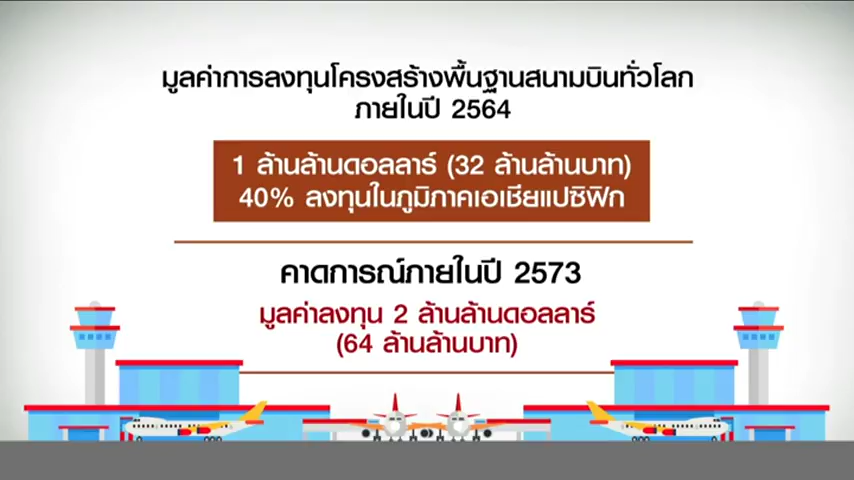 มูลค่าการลงทุนโครงสร้างพื้นฐานสนามบินทั่วโลก
ภายในปี 2564
1 ล้านล้านดอลลาร์ (32 ล้านล้านบาท)
40% ลงทุนในภูมิภาคเอเชียแปซิฟิก
คาดการณ์ภายในปี 2573
มูลค่าลงทุน 2 ล้านล้านดอลลาร์
(64 ล้านล้านบาท)